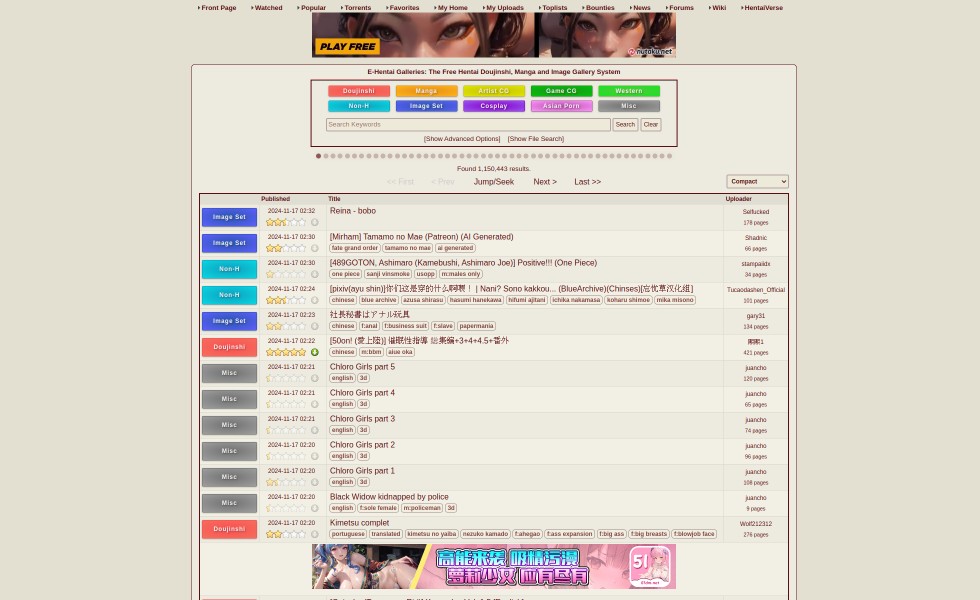 Front Page Watched Popular Torrents Favorites My Home My Uploads Toplists Bounties News Forums Wiki HentaiVerse
PLAY FREE
nutaku.net
E-Hentai Galleries: The Free Hentai Doujinshi, Manga and Image Gallery System
Doujinshi Manga Artist CG Game CG Western
Non-H Image Set Cosplay Asian Porn Misc
Search Keywords Search Clear
[Show Advanced Options] [Show File Search]
Found 1,150,443 results.
<< First < Prev Jump/Seek Next > Last >> Compact
Published Title Uploader
Image Set 2024-11-17 02:32 Reina - bobo Selfucked
178 pages
Image Set 2024-11-17 02:30 [Mirham] Tamamo no Mae (Patreon) (AI Generated) Shadnic
fate grand order tamamo no mae ai generated 66 pages
Non-H 2024-11-17 02:30 [489GOTON, Ashimaro (Kamebushi, Ashimaro Joe)] Positive!!! (One Piece) stampaiidx
one piece sanji vinsmoke usopp m:males only 34 pages
Non-H 2024-11-17 02:24 [pixiv(ayu shin)]你们这是穿的什么啊喂！ | Nani? Sono kakkou... (BlueArchive)(Chinses)[忘忧草汉化组] Tucaodashen_Official
chinese blue archive azusa shirasu hasumi hanekawa hifumi ajitani ichika nakamasa koharu shimoe mika misono 101 pages
Image Set 2024-11-17 02:23 社長秘書はアナル玩具 gary31
chinese f:anal f:business suit f:slave papermania 134 pages
Doujinshi 2024-11-17 02:22 [50on! (愛上陸)] 催眠性指導 総集編+3+4+4.5+番外
chinese m:bbm aiue oka 421 pages
Misc 2024-11-17 02:21 Chloro Girls part 5 juancho
english 3d 120 pages
Misc 2024-11-17 02:21 Chloro Girls part 4 juancho
english 3d 65 pages
Misc 2024-11-17 02:21 Chloro Girls part 3 juancho
english 3d 74 pages
Misc 2024-11-17 02:20 Chloro Girls part 2 juancho
english 3d 96 pages
Misc 2024-11-17 02:20 Chloro Girls part 1 juancho
english 3d 108 pages
Misc 2024-11-17 02:20 Black Widow kidnapped by police juancho
english f:sole female m:policeman 3d 9 pages
Doujinshi 2024-11-17 02:20 Kimetsu complet Wolf212312
portuguese translated kimetsu no yaiba nezuko kamado f:ahegao f:ass expansion f:big ass f:big breasts f:blowjob face 276 pages
高能来袭 吸睛污漫
萝莉少女 应有尽有